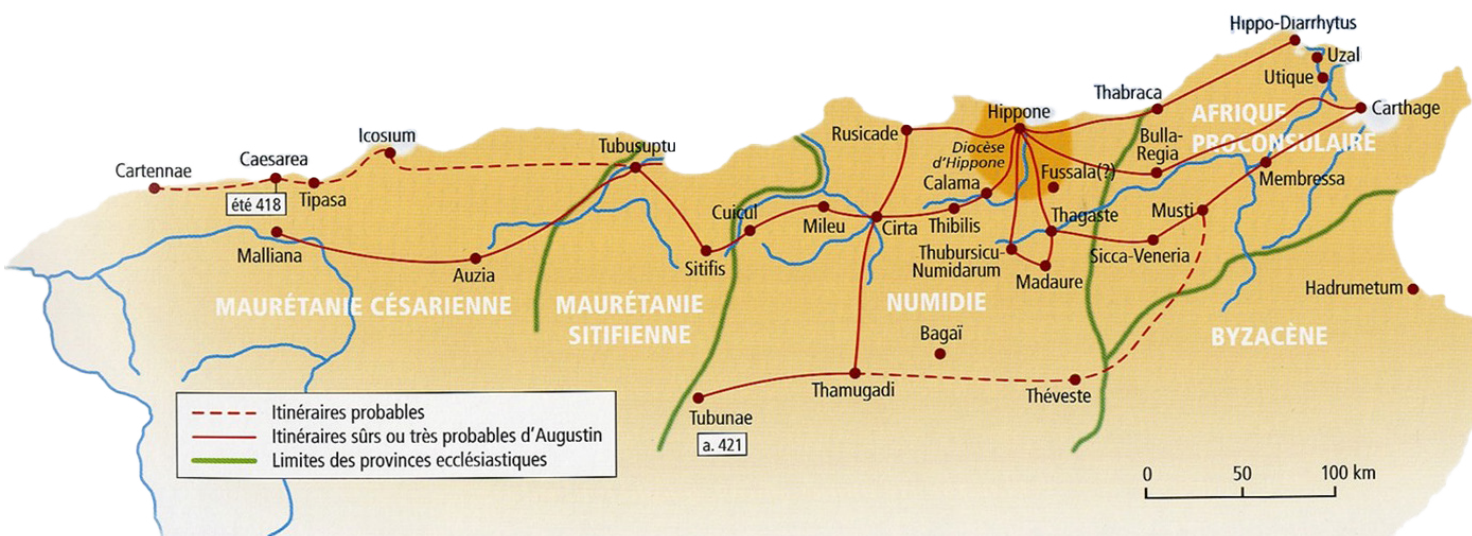 Hippo-Diarrhytus
Uzal
Utique
Thabraca
Carthage
Hippone
AFRIQUE
PROCONSULAIRE
Rusicade
Icosium
Bulla-
Regia
Diocèse
d'Hippone
Tubusuptu
Caesarea
Cartennae
Fussala(?)
Membressa
Calama
Tipasa
été 418
Cuicul
Mileu
Cirta
Thibilis
Thagaste
Musti
Malliana
Auzia
Sitifis
Thubursicu-
Numidarum
Madaure
Sicca-Veneria
Hadrumetum
MAURÉTANIE CÉSARIENNE
MAURÉTANIE
SITIFIENNE
NUMIDIE
BYZACÈNE
Bagaï
Thamugadi
Théveste
Tubunae
a. 421
Itinéraires probables
Itinéraires sûrs ou très probables d'Augustin
Limites des provinces ecclésiastiques
0 50 100 km